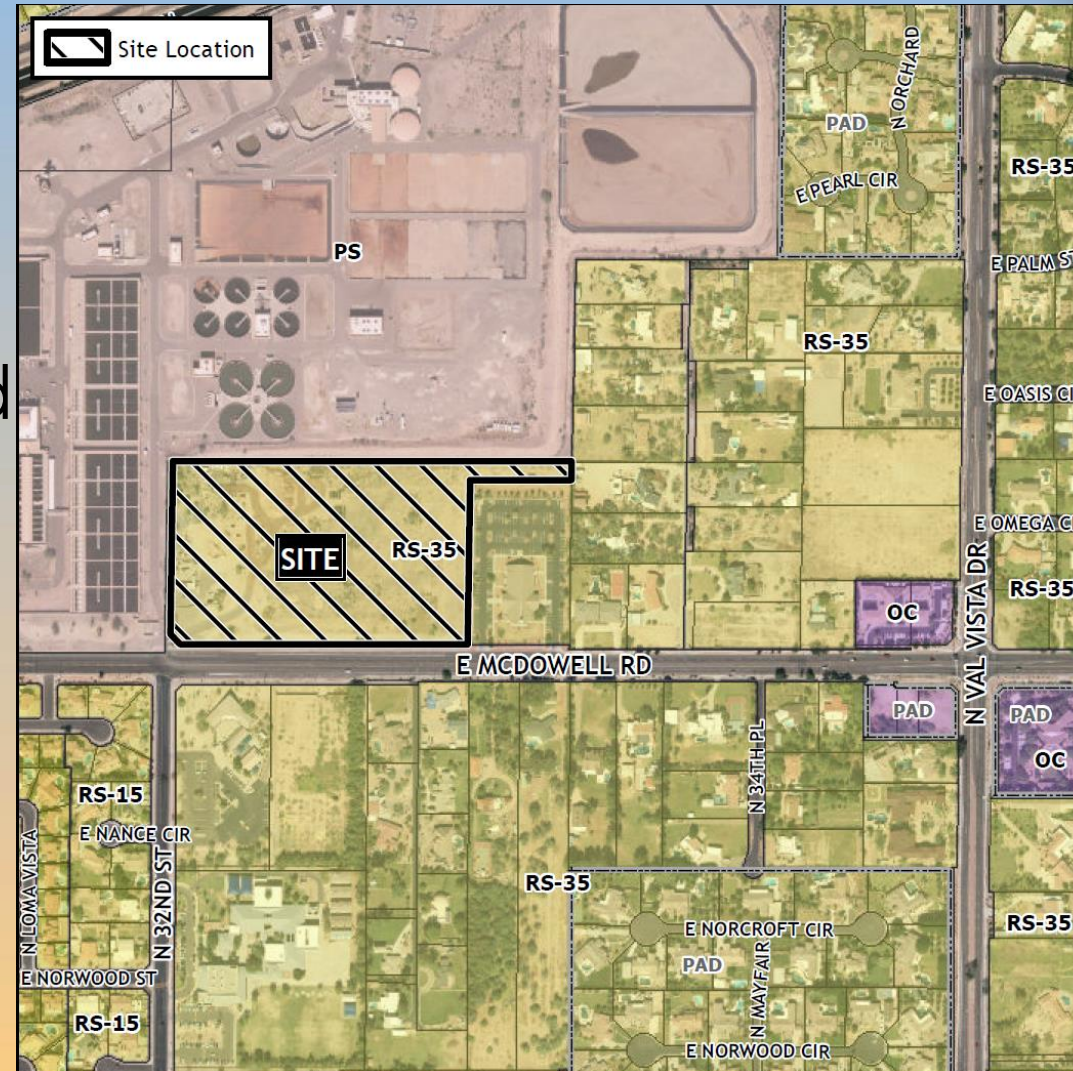 Site Location
N ORCHARD
PAD
RS-35
E PEARL CIR
PS
E PALM ST
RS-35
E OASIS CI
d
E OMEGA C
SITE
RS-35
RS-35
OC
N VAL VISTA DR
E MCDOWELL RD
PAD
PAD
N 34TH PL
OC
RS-15
E NANCE CIR
N LOMA VISTA
N 32ND ST
RS-35
RS-35
E NORCROFT CIR
PAD
N MAYFAIR
E NORWOOD ST
RS-15
E NORWOOD CIR